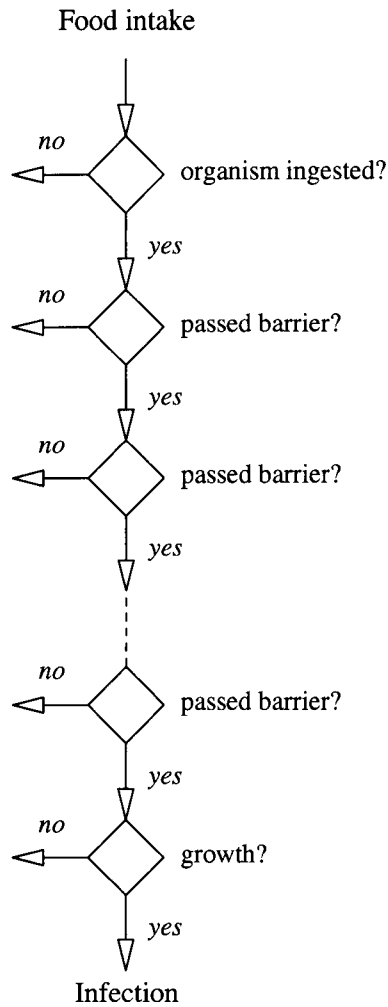 Food intake
no
organism ingested?
yes
no
passed barrier?
yes
no
passed barrier?
yes
no
passed barrier?
yes
no
growth?
yes
Infection